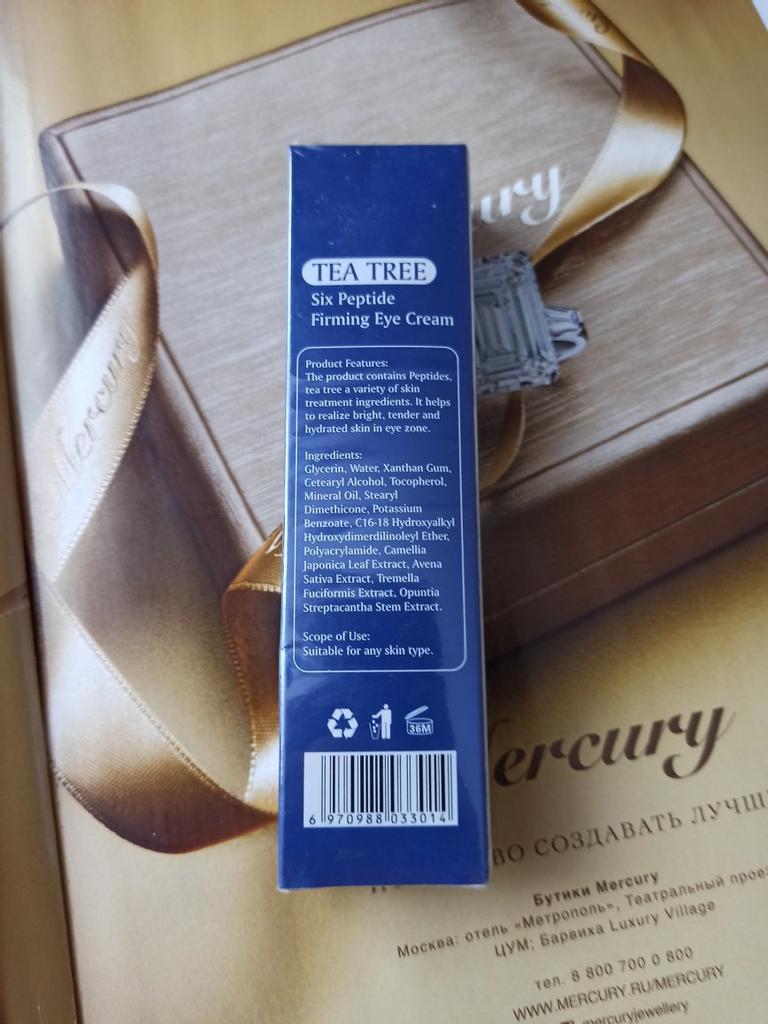 ury
Mercury
TEA TREE
Six Peptide
Firming Eye Cream
Product Features:
The product contains Peptides,
tea tree a variety of skin
treatment ingredients. It helps
to realize bright, tender and
hydrated skin in eye zone.
Ingredients:
Glycerin, Water, Xanthan Gum,
Cetearyl Alcohol, Tocopherol,
Mineral Oil, Stearyl
Dimethicone, Potassium
Benzoate, C16-18 Hydroxyalkyl
Hydroxydimerdilinoleyl Ether,
Polyacrylamide, Camellia
Japonica Leaf Extract, Avena
Sativa Extract, Tremella
Fuciformis Extract, Opuntia
Streptacantha Stem Extract.
Scope of Use:
Suitable for any skin type.
36M
6 970988 033014
ercury
ВО СОЗДАВАТЬ ЛУЧШ
Бутики Mercury
Москва: отель «Метрополь», Театральный прое
ЦУМ; Барвиха Luxury Village
тел. 8 800 700 0 800
WWW.MERCURY.RU/MERCURY
mercuryjewellery